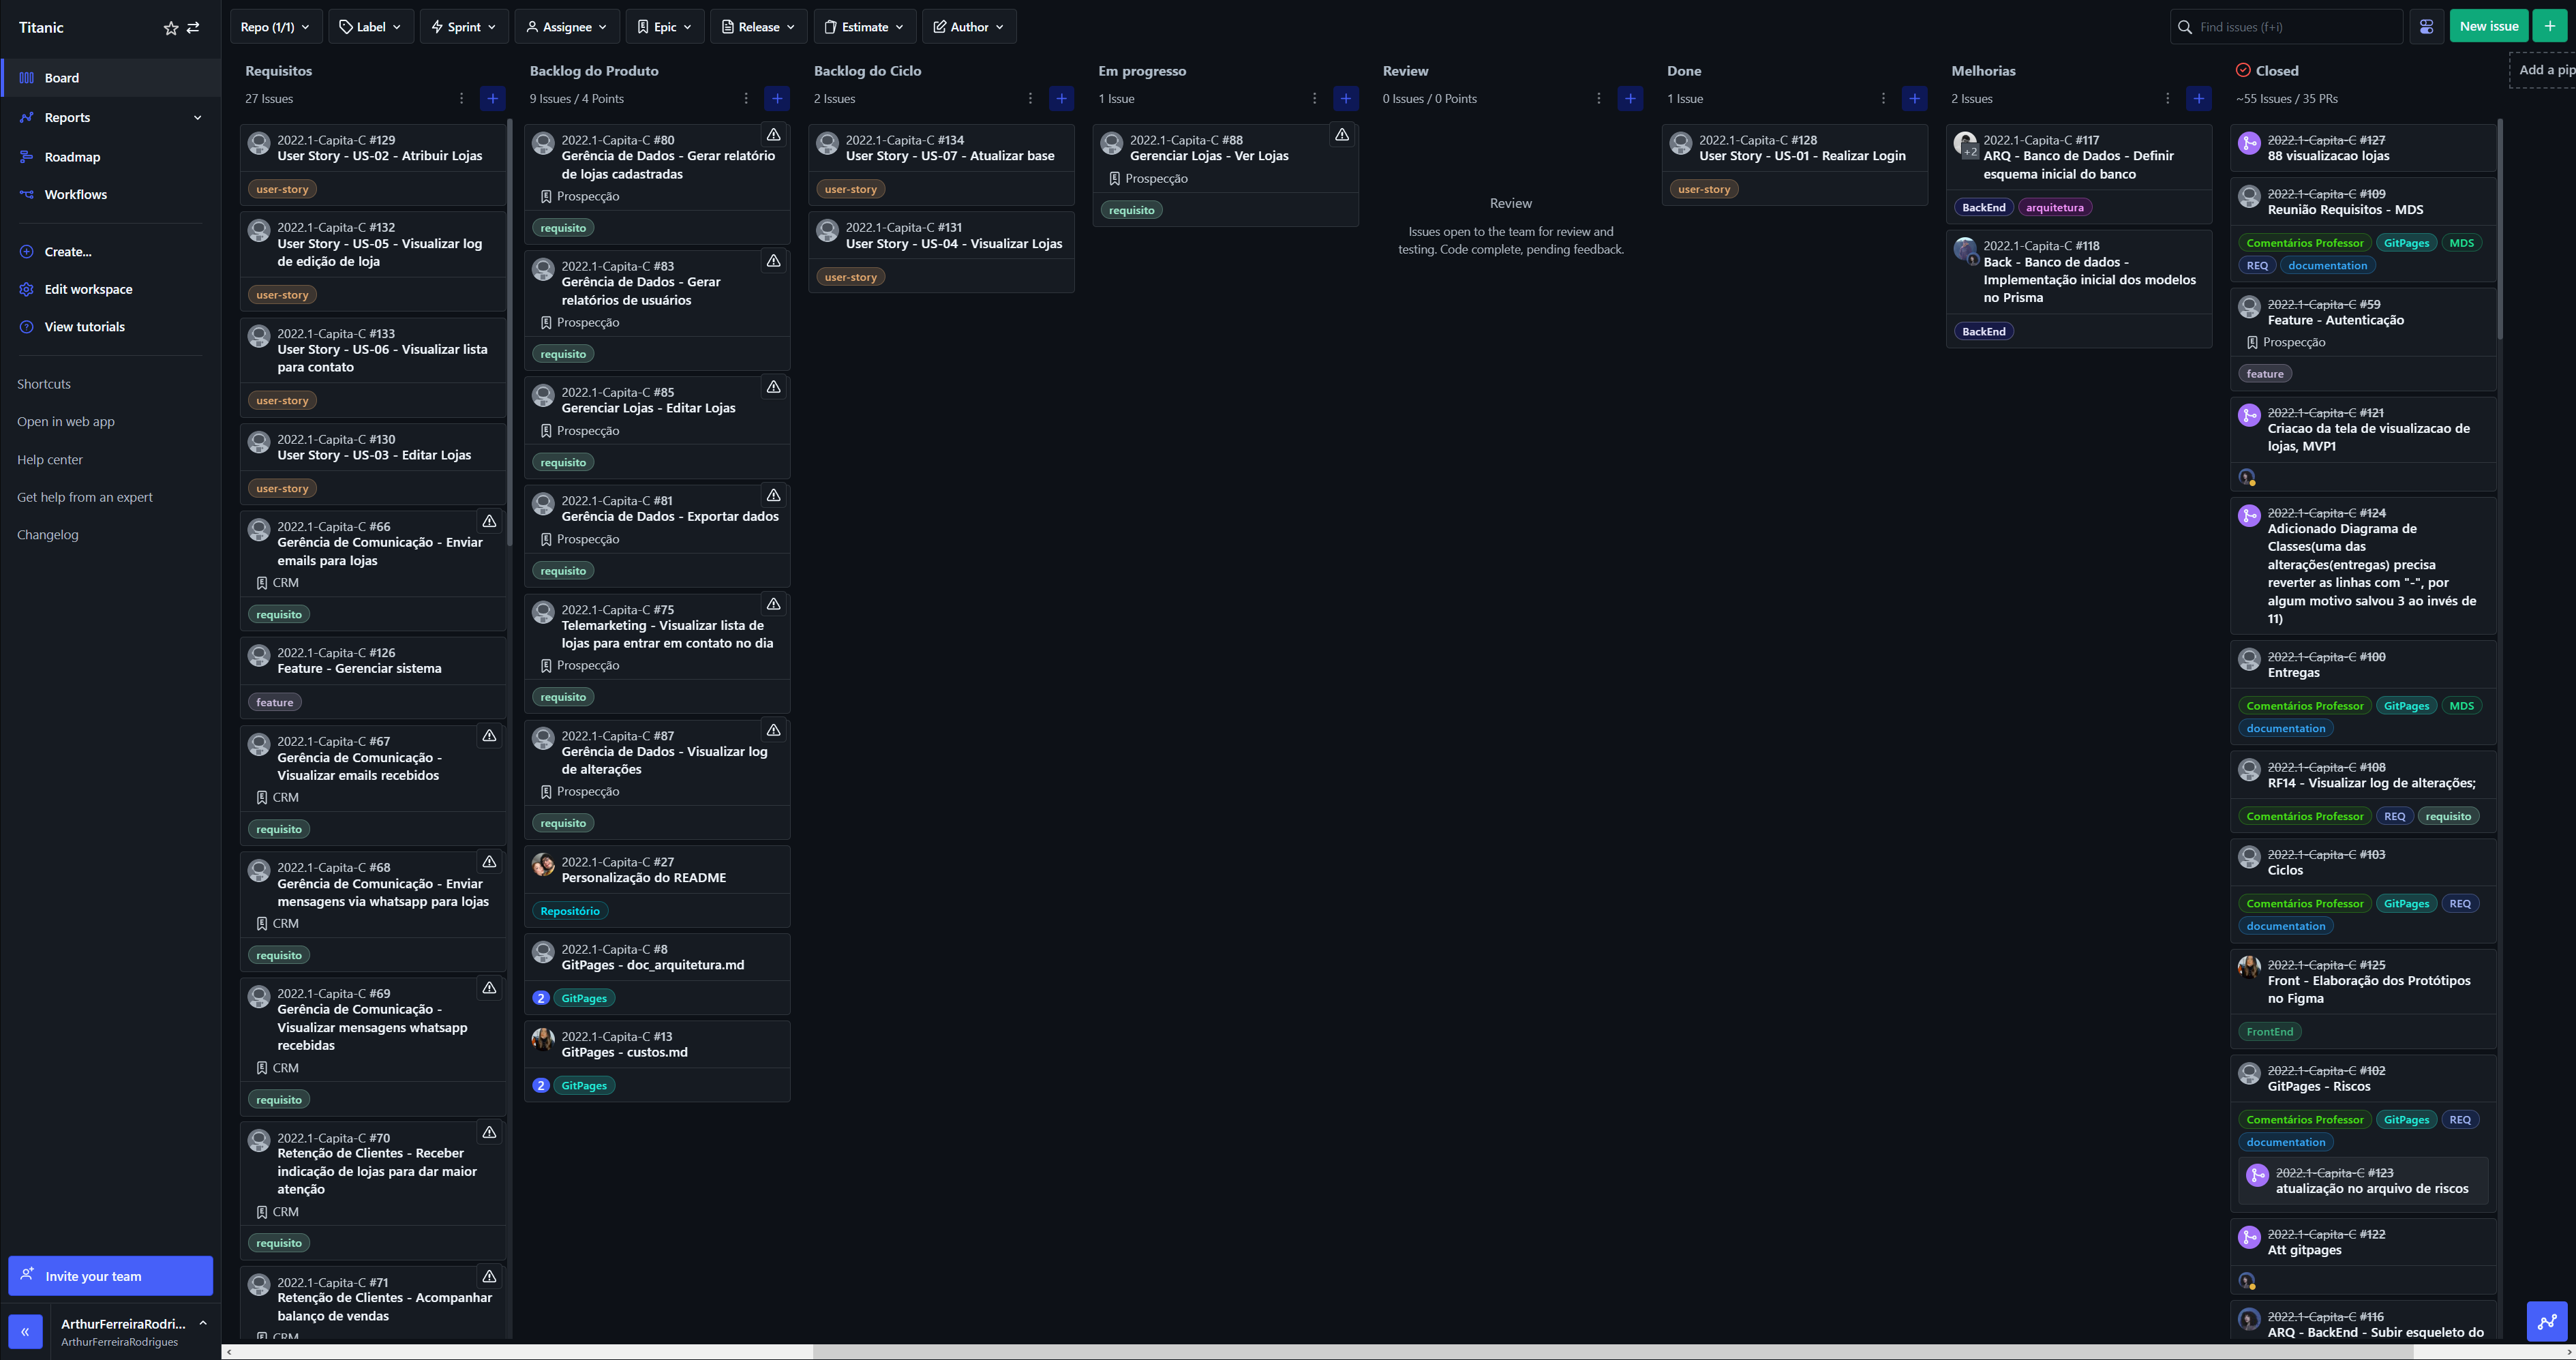 Titanic
Board
Reports
Roadmap
Workflows
Create...
Edit workspace
View tutorials
Shortcuts
Open in web app
Help center
Get help from an expert
Changelog
Invite your team
ArthurFerreiraRodri...
ArthurFerreiraRodrigues
Repo (1/1)
Label
Sprint
Assignee
Epic
Release
Estimate
Author
Find issues (f+i)
New issue
Requisitos
27 Issues
2022.1-Capita-C #129
User Story - US-02 - Atribuir Lojas
user-story
2022.1-Capita-C #132
User Story - US-05 - Visualizar log
de edição de loja
user-story
2022.1-Capita-C #133
User Story - US-06 - Visualizar lista
para contato
user-story
2022.1-Capita-C #130
User Story - US-03 - Editar Lojas
user-story
2022.1-Capita-C #66
Gerência de Comunicação - Enviar
emails para lojas
CRM
requisito
2022.1-Capita-C #126
Feature - Gerenciar sistema
feature
2022.1-Capita-C #67
Gerência de Comunicação -
Visualizar emails recebidos
CRM
requisito
2022.1-Capita-C #68
Gerência de Comunicação - Enviar
mensagens via whatsapp para lojas
CRM
requisito
2022.1-Capita-C #69
Gerência de Comunicação -
Visualizar mensagens whatsapp
recebidas
CRM
requisito
2022.1-Capita-C #70
Retenção de Clientes - Receber
indicação de lojas para dar maior
atenção
CRM
requisito
2022.1-Capita-C #71
Retenção de Clientes - Acompanhar
balanço de vendas
CRM
Backlog do Produto
9 Issues / 4 Points
2022.1-Capita-C #80
Gerência de Dados - Gerar relatório
de lojas cadastradas
Prospecção
requisito
2022.1-Capita-C #83
Gerência de Dados - Gerar
relatórios de usuários
Prospecção
requisito
2022.1-Capita-C #85
Gerenciar Lojas - Editar Lojas
Prospecção
requisito
2022.1-Capita-C #81
Gerência de Dados - Exportar dados
Prospecção
requisito
2022.1-Capita-C #75
Telemarketing - Visualizar lista de
lojas para entrar em contato no dia
Prospecção
requisito
2022.1-Capita-C #87
Gerência de Dados - Visualizar log
de alterações
Prospecção
requisito
2022.1-Capita-C #27
Personalização do README
Repositório
2022.1-Capita-C #8
GitPages - doc_arquitetura.md
2 GitPages
2022.1-Capita-C #13
GitPages - custos.md
2 GitPages
Backlog do Ciclo
2 Issues
2022.1-Capita-C #134
User Story - US-07 - Atualizar base
user-story
2022.1-Capita-C #131
User Story - US-04 - Visualizar Lojas
user-story
Em progresso
1 Issue
2022.1-Capita-C #88
Gerenciar Lojas - Ver Lojas
Prospecção
requisito
Review
0 Issues / 0 Points
Review
Issues open to the team for review and
testing. Code complete, pending feedback.
Done
1 Issue
2022.1-Capita-C #128
User Story - US-01 - Realizar Login
user-story
Melhorias
2 Issues
+2
2022.1-Capita-C #117
ARQ - Banco de Dados - Definir
esquema inicial do banco
BackEnd arquitetura
2022.1-Capita-C #118
Back - Banco de dados -
Implementação inicial dos modelos
no Prisma
BackEnd
Closed
~55 Issues / 35 PRs
2022.1-Capita-C #127
88 visualizacao lojas
2022.1-Capita-C #109
Reunião Requisitos - MDS
Comentários Professor GitPages MDS
REQ documentation
2022.1-Capita-C #59
Feature - Autenticação
Prospecção
feature
2022.1-Capita-C #121
Criacao da tela de visualizacao de
lojas, MVP1
2022.1-Capita-C #124
Adicionado Diagrama de
Classes(uma das
alterações(entregas) precisa
reverter as linhas com "-", por
algum motivo salvou 3 ao invés de
11)
2022.1-Capita-C #100
Entregas
Comentários Professor GitPages MDS
documentation
2022.1-Capita-C #108
RF14 - Visualizar log de alterações;
Comentários Professor REQ requisito
2022.1-Capita-C #103
Ciclos
Comentários Professor GitPages REQ
documentation
2022.1-Capita-C #125
Front - Elaboração dos Protótipos
no Figma
FrontEnd
2022.1-Capita-C #102
GitPages - Riscos
Comentários Professor GitPages REQ
documentation
2022.1-Capita-C #123
atualização no arquivo de riscos
2022.1-Capita-C #122
Att gitpages
2022.1-Capita-C #116
ARQ - BackEnd - Subir esqueleto do
Add a pip